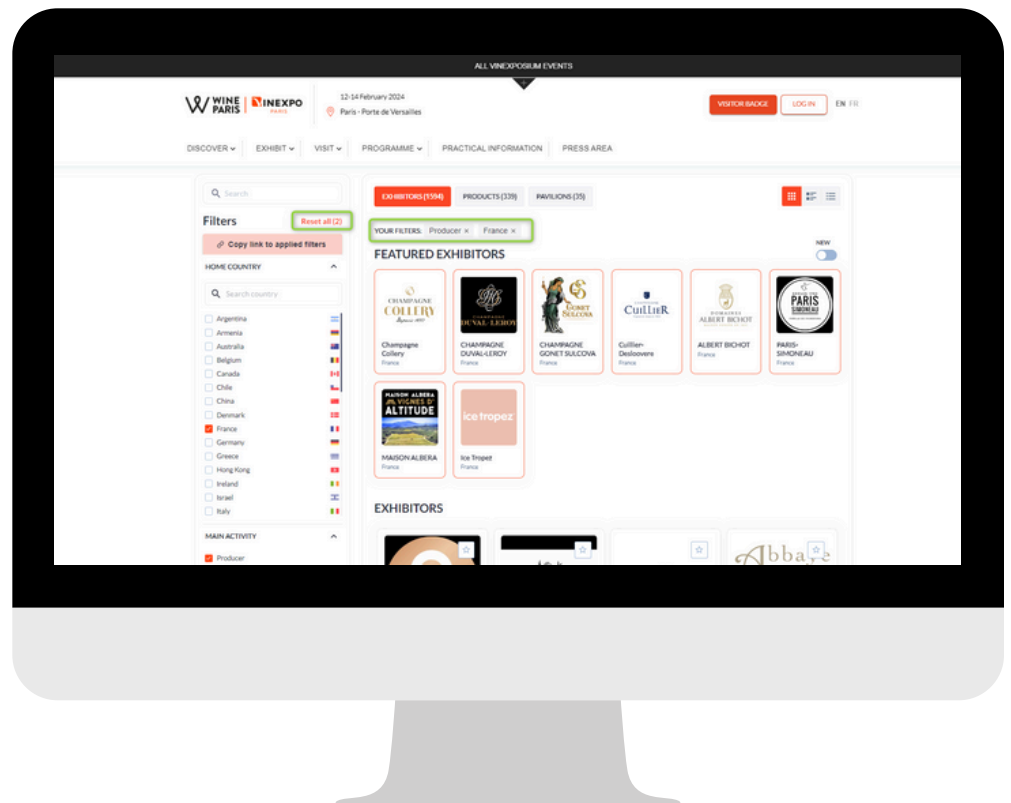 ALL VINEXPOSIUM EVENTS
WINE PARIS
VINEXPO PARIS
12-14 February 2024
Paris - Porte de Versailles
VISITOR BADGE
LOG IN
EN FR
DISCOVER
EXHIBIT
VISIT
PROGRAMME
PRACTICAL INFORMATION
PRESS AREA
Search
Filters
Reset all (2)
Copy link to applied filters
HOME COUNTRY
Search country
Argentina
Armenia
Australia
Belgium
Canada
Chile
China
Denmark
France
Germany
Greece
Hong Kong
Ireland
Israel
Italy
MAIN ACTIVITY
Producer
EXHIBITORS (1594)
PRODUCTS (339)
PAVILIONS (35)
YOUR FILTERS: Producer × France ×
NEW
FEATURED EXHIBITORS
CHAMPAGNE
COLLERY
Champagne
Collery
France
DUVAL-LEROY
CHAMPAGNE
DUVAL-LEROY
France
GONET
SULCOVA
CHAMPAGNE
GONET SULCOVA
France
CUILLIER
Cuillier-
Desloovere
France
DOMAINES
ALBERT BICHOT
ALBERT BICHOT
France
PARIS
SIMONEAU
PARIS-
SIMONEAU
France
MAISON ALBERA
VIGNES D'
ALTITUDE
MAISON ALBERA
France
ice tropez
Ice Tropez
France
EXHIBITORS
Abbaye